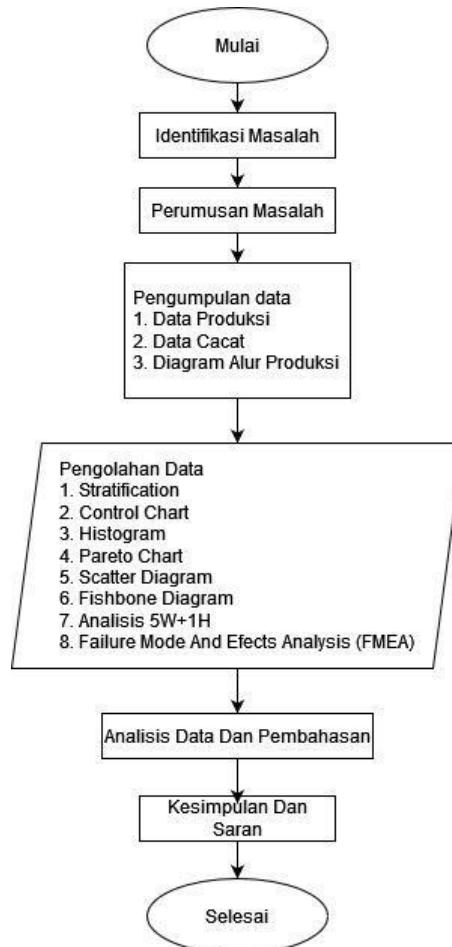 Mulai
Identifikasi Masalah
Perumusan Masalah
Pengumpulan data
1. Data Produksi
2. Data Cacat
3. Diagram Alur Produksi
Pengolahan Data
1. Stratification
2. Control Chart
3. Histogram
4. Pareto Chart
5. Scatter Diagram
6. Fishbone Diagram
7. Analisis 5W+1H
8. Failure Mode And Efects Analysis (FMEA)
Analisis Data Dan Pembahasan
Kesimpulan Dan
Saran
Selesai